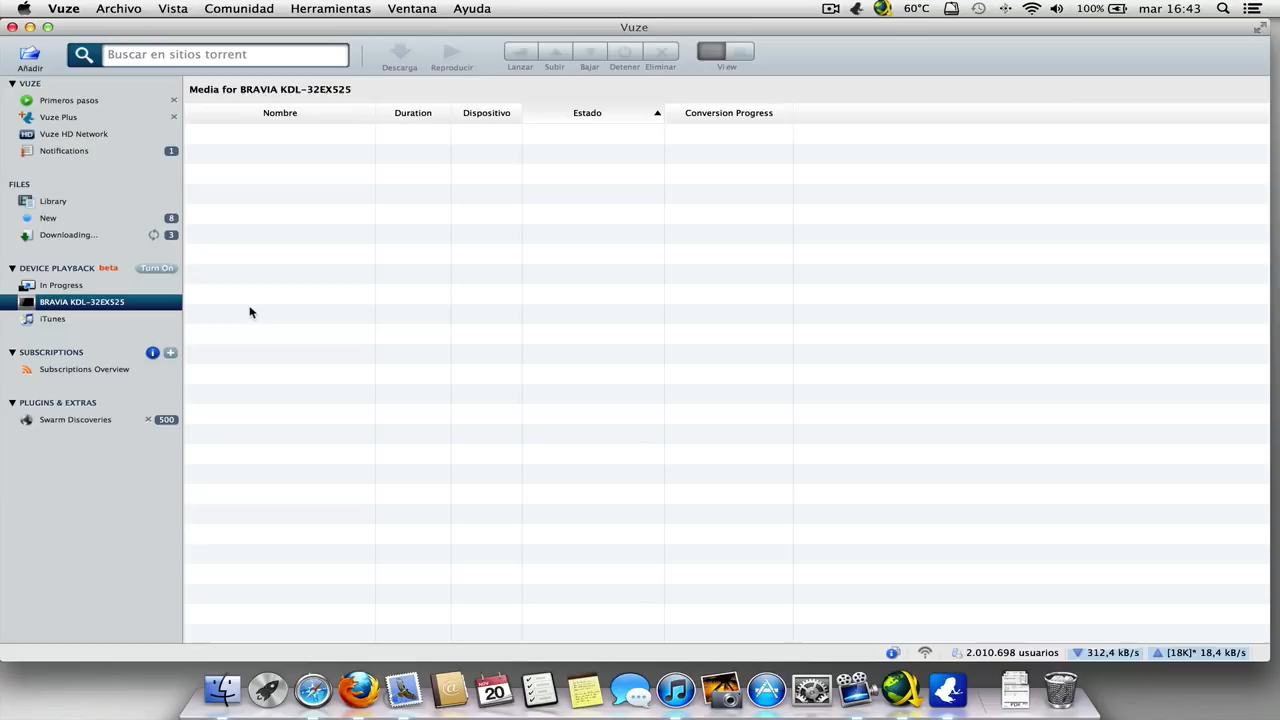 Vuze Archivo Vista Comunidad Herramientas Ventana Ayuda 60°C 100% mar 16:43
Vuze
Añadir
Buscar en sitios torrent
Descarga Reproducir Lanzar Subir Bajar Detener Eliminar View
VUZE
Primeros pasos
Vuze Plus
HD Vuze HD Network
Notifications 1
FILES
Library
New 8
Downloading... 3
DEVICE PLAYBACK beta Turn On
In Progress
BRAVIA KDL-32EX525
iTunes
SUBSCRIPTIONS
Subscriptions Overview
PLUGINS & EXTRAS
Swarm Discoveries 500
Media for BRAVIA KDL-32EX525
Nombre Duration Dispositivo Estado Conversion Progress
2.010.698 usuarios 312,4 kB/s [18K]* 18,4 kB/s
NOV
20
PDF